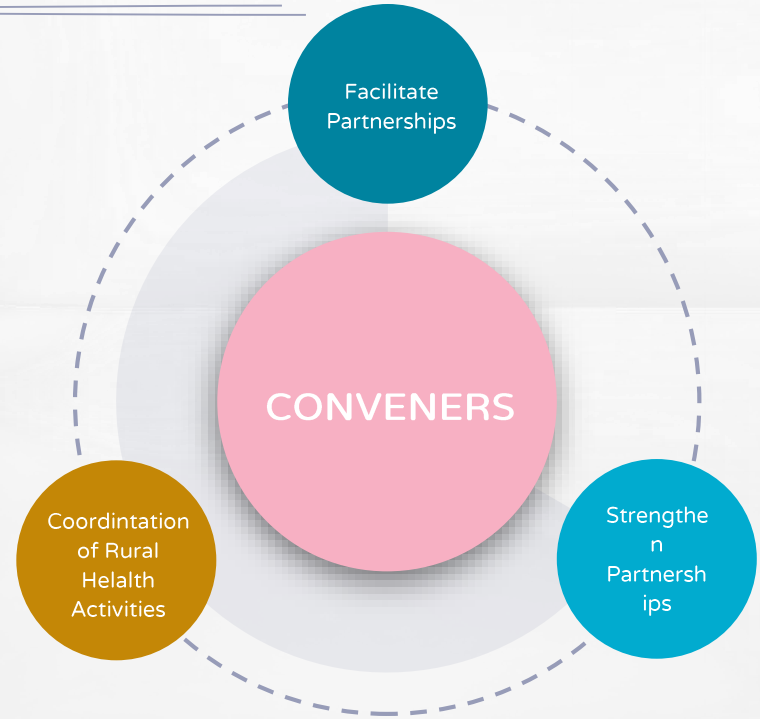 Facilitate
Partnerships
CONVENERS
Coordintation
of Rural
Helalth
Activities
Strengthe
n
Partnersh
ips